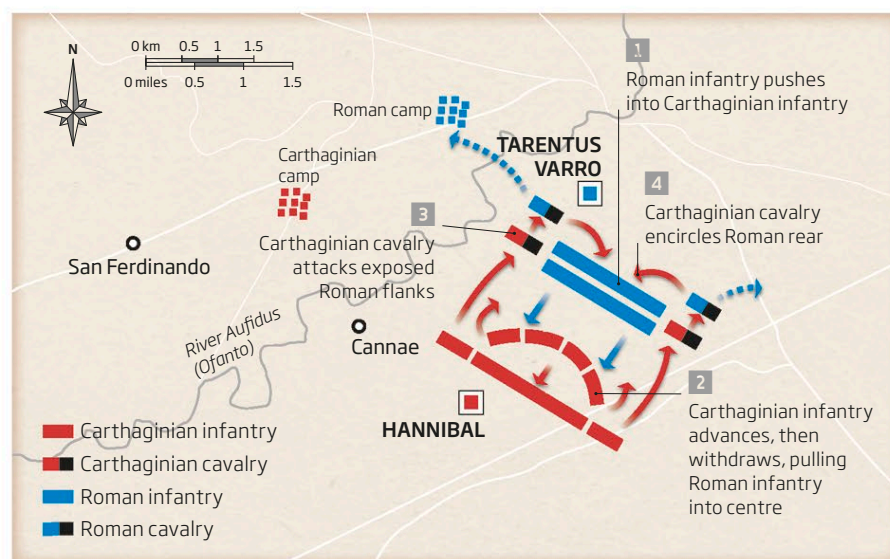 N
0 km 0.5 1 1.5
0 miles 0.5 1 1.5
1
Roman infantry pushes
into Carthaginian infantry
Roman camp
TARENTUS
VARRO
Carthaginian
camp
4
Carthaginian cavalry
encircles Roman rear
3
Carthaginian cavalry
attacks exposed
Roman flanks
San Ferdinando
River Aufidus
(Ofanto)
Cannae
2
Carthaginian infantry
advances, then
withdraws, pulling
Roman infantry
into centre
HANNIBAL
Carthaginian infantry
Carthaginian cavalry
Roman infantry
Roman cavalry